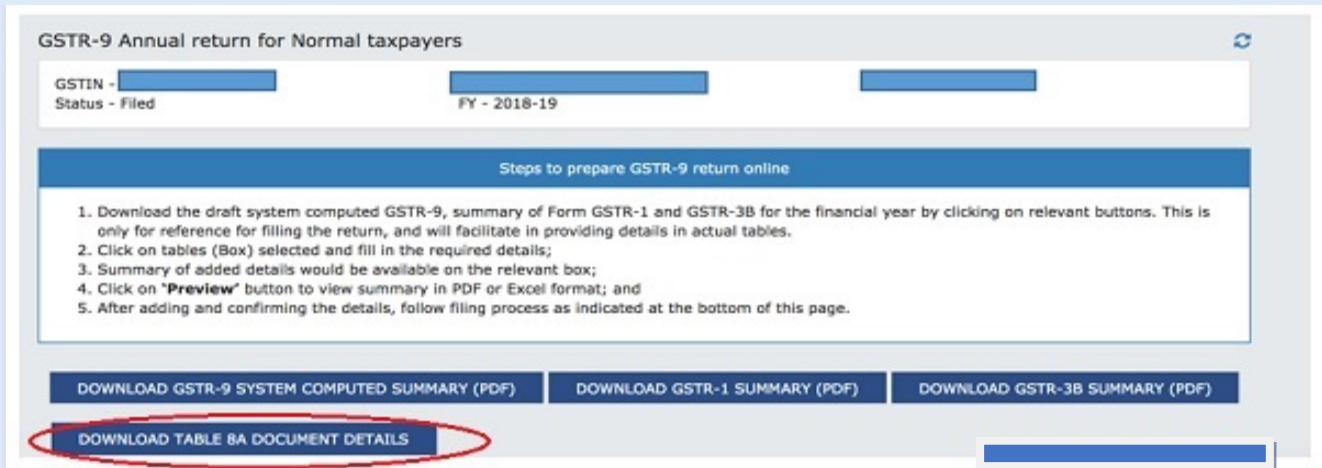 GSTR-9 Annual return for Normal taxpayers
GSTIN -
Status - Filed FY - 2018-19
Steps to prepare GSTR-9 return online
1. Download the draft system computed GSTR-9, summary of Form GSTR-1 and GSTR-3B for the financial year by clicking on relevant buttons. This is
only for reference for filling the return, and will facilitate in providing details in actual tables.
2. Click on tables (Box) selected and fill in the required details;
3. Summary of added details would be available on the relevant box;
4. Click on "Preview" button to view summary in PDF or Excel format; and
5. After adding and confirming the details, follow filing process as indicated at the bottom of this page.
DOWNLOAD GSTR-9 SYSTEM COMPUTED SUMMARY (PDF) DOWNLOAD GSTR-1 SUMMARY (PDF) DOWNLOAD GSTR-3B SUMMARY (PDF)
DOWNLOAD TABLE 8A DOCUMENT DETAILS